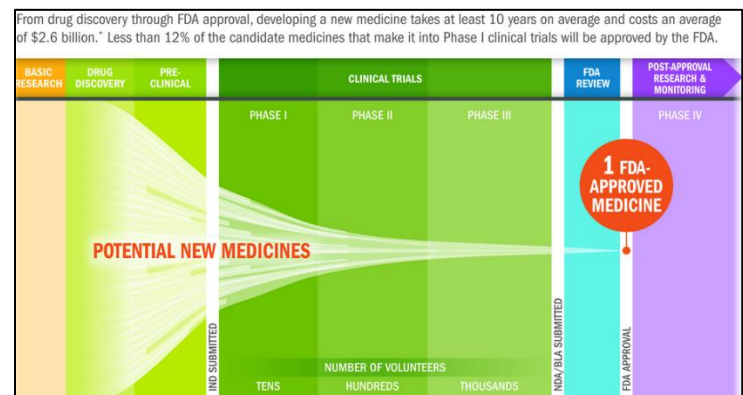 From drug discovery through FDA approval, developing a new medicine takes at least 10 years on average and costs an average
of $2.6 billion.* Less than 12% of the candidate medicines that make it into Phase I clinical trials will be approved by the FDA.
BASIC
RESEARCH
DRUG
DISCOVERY
PRE-
CLINICAL
CLINICAL TRIALS
FDA
REVIEW
POST-APPROVAL
RESEARCH &
MONITORING
PHASE I
PHASE II
PHASE III
PHASE IV
1 FDA-
APPROVED
MEDICINE
POTENTIAL NEW MEDICINES
IND SUBMITTED
NDA/BLA SUBMITTED
FDA APPROVAL
NUMBER OF VOLUNTEERS
TENS
HUNDREDS
THOUSANDS